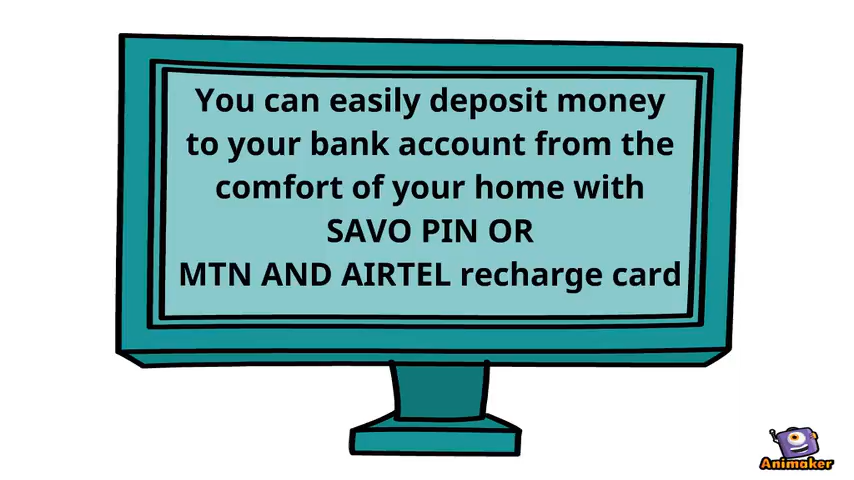 You can easily deposit money
to your bank account from the
comfort of your home with
SAVO PIN OR
MTN AND AIRTEL recharge card
Animaker